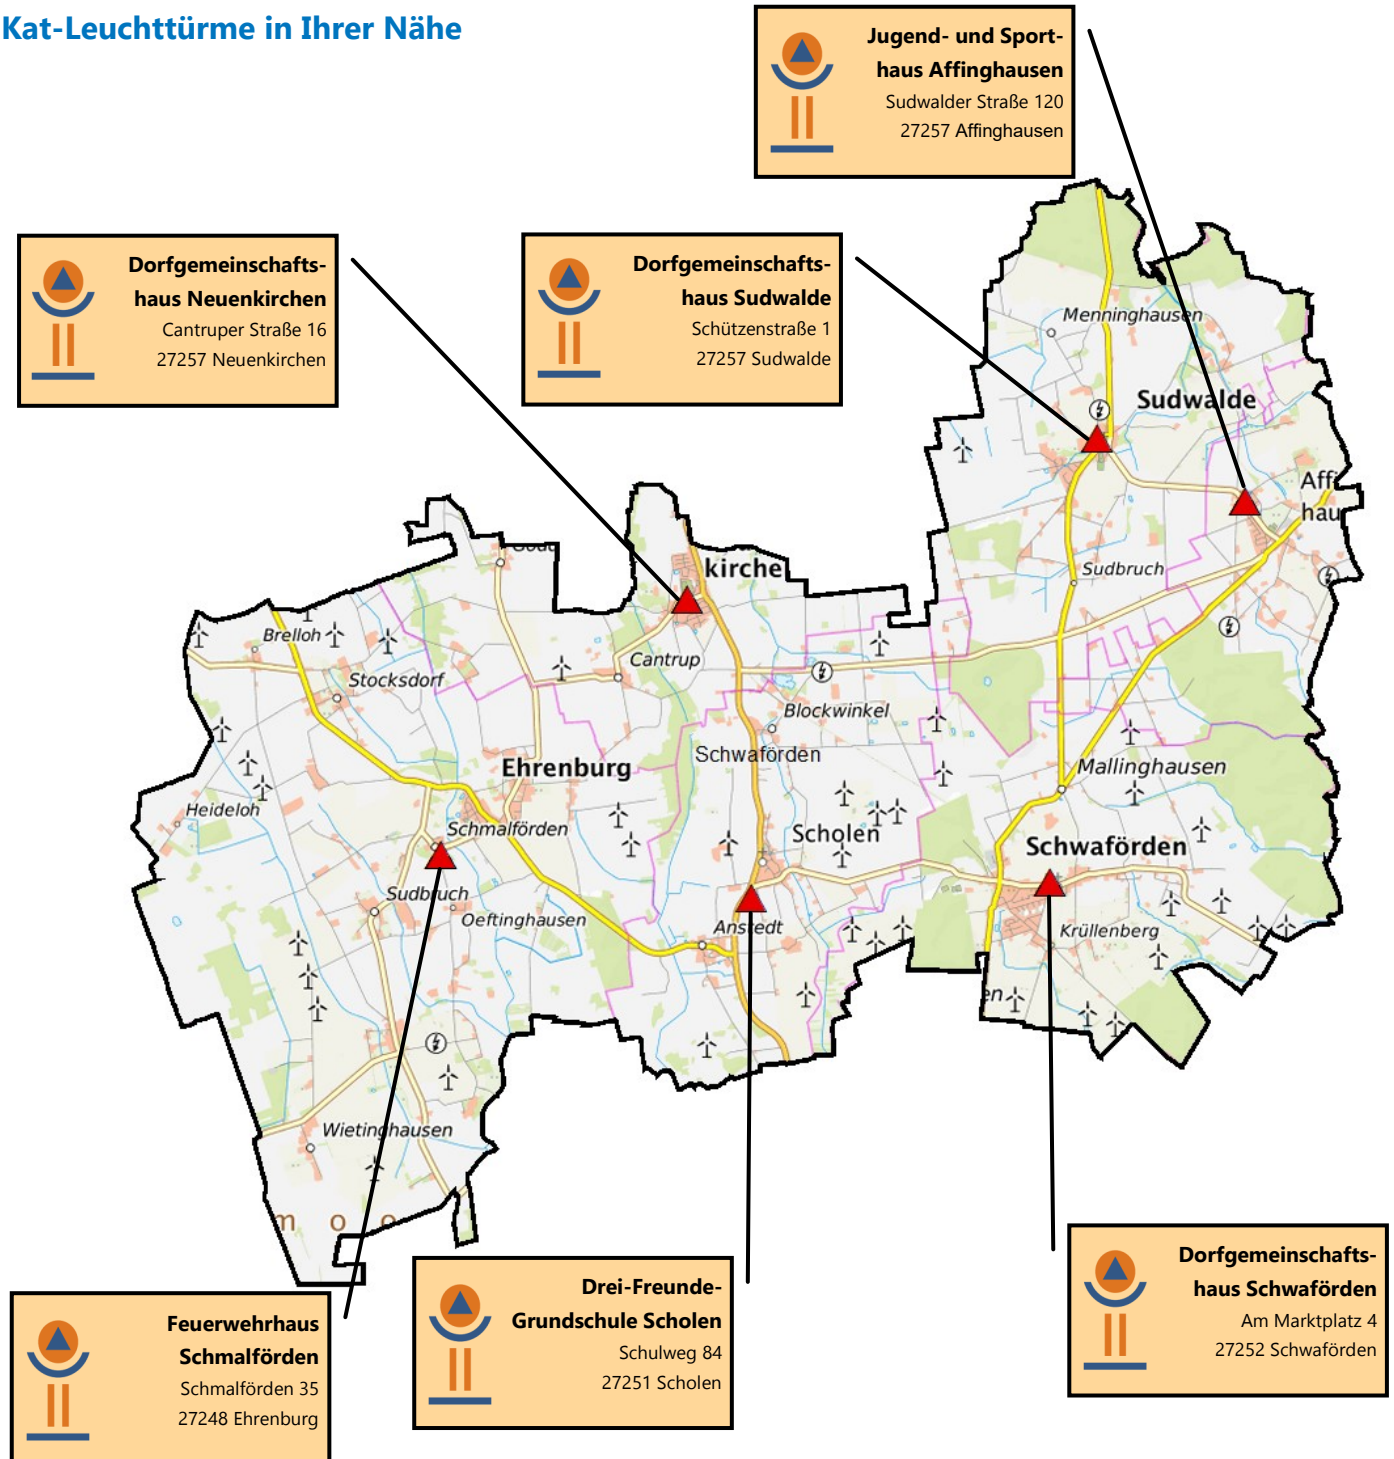 Kat-Leuchttürme in Ihrer Nähe
Jugend- und Sport-
haus Affinghausen
Sudwalder Straße 120
27257 Affinghausen
Dorfgemeinschafts-
haus Neuenkirchen
Cantruper Straße 16
27257 Neuenkirchen
Dorfgemeinschafts-
haus Sudwalde
Schützenstraße 1
27257 Sudwalde
Menninghausen
Sudwalde
Affi
hau
kirche
Sudbruch
Brelloh
Cantrup
Stocksdorf
Blockwinkel
Schwaförden
Ehrenburg
Mallinghausen
Heideloh
Schmalförden
Scholen
Schwaförden
Sudbruch
Oeftinghausen
Anstedt
Krüllenberg
en
Wietinghausen
m o o
Feuerwehrhaus
Schmalförden
Schmalförden 35
27248 Ehrenburg
Drei-Freunde-
Grundschule Scholen
Schulweg 84
27251 Scholen
Dorfgemeinschafts-
haus Schwaförden
Am Marktplatz 4
27252 Schwaförden